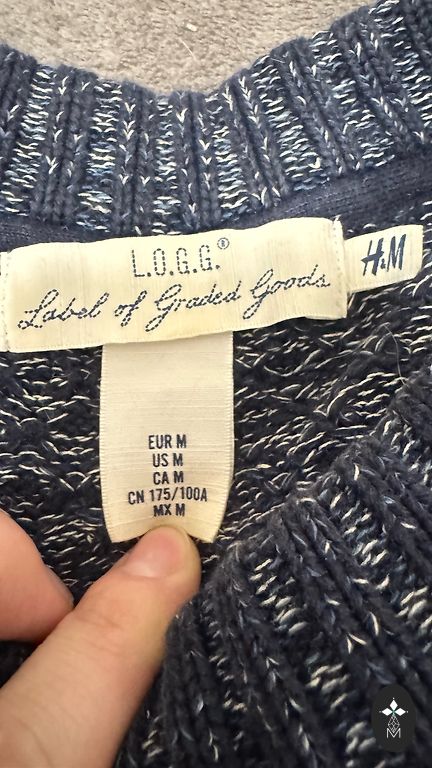 L.O.G.G.®
Label of Graded Goods
H&M
EUR M
US M
CA M
CN 175/100A
MX M
M